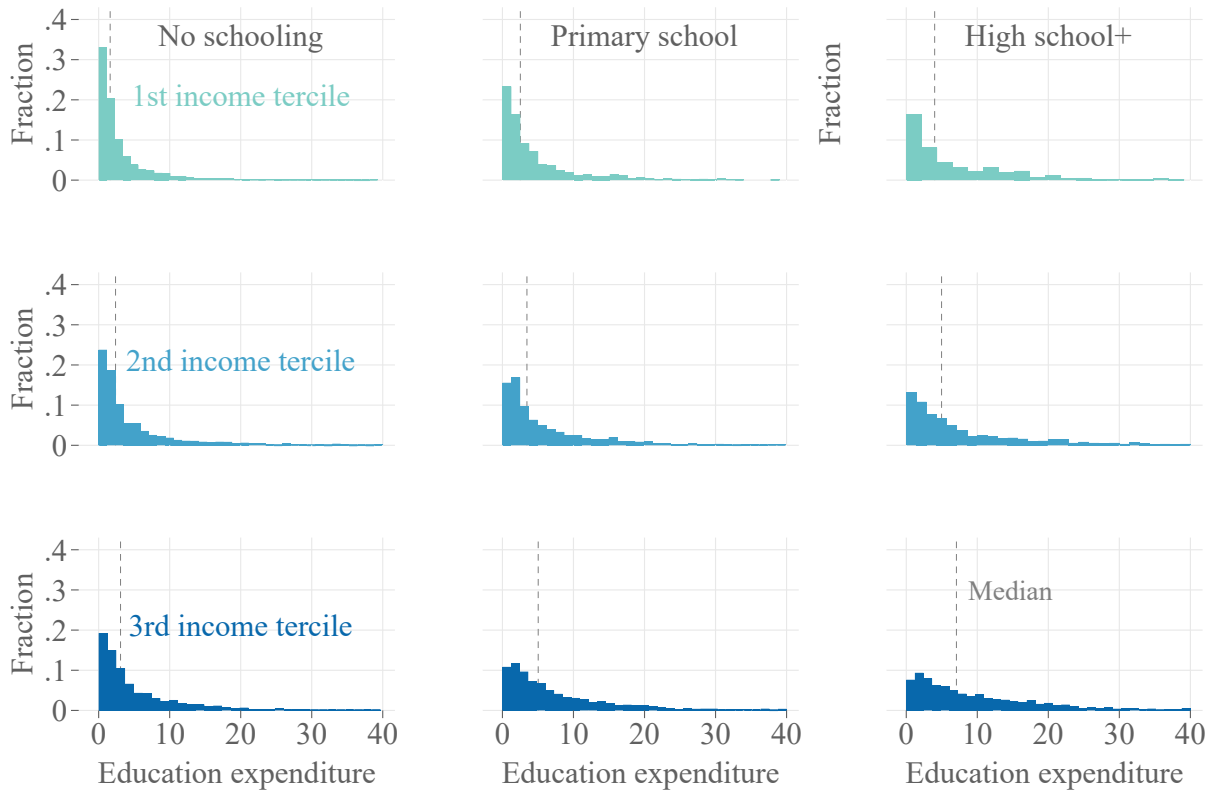 No schooling
Primary school
High school+
Fraction
.4
.3
.2
.1
0
1st income tercile
Fraction
Fraction
.4
.3
.2
.1
0
2nd income tercile
Fraction
.4
.3
.2
.1
0
3rd income tercile
Median
0 10 20 30 40
0 10 20 30 40
0 10 20 30 40
Education expenditure
Education expenditure
Education expenditure